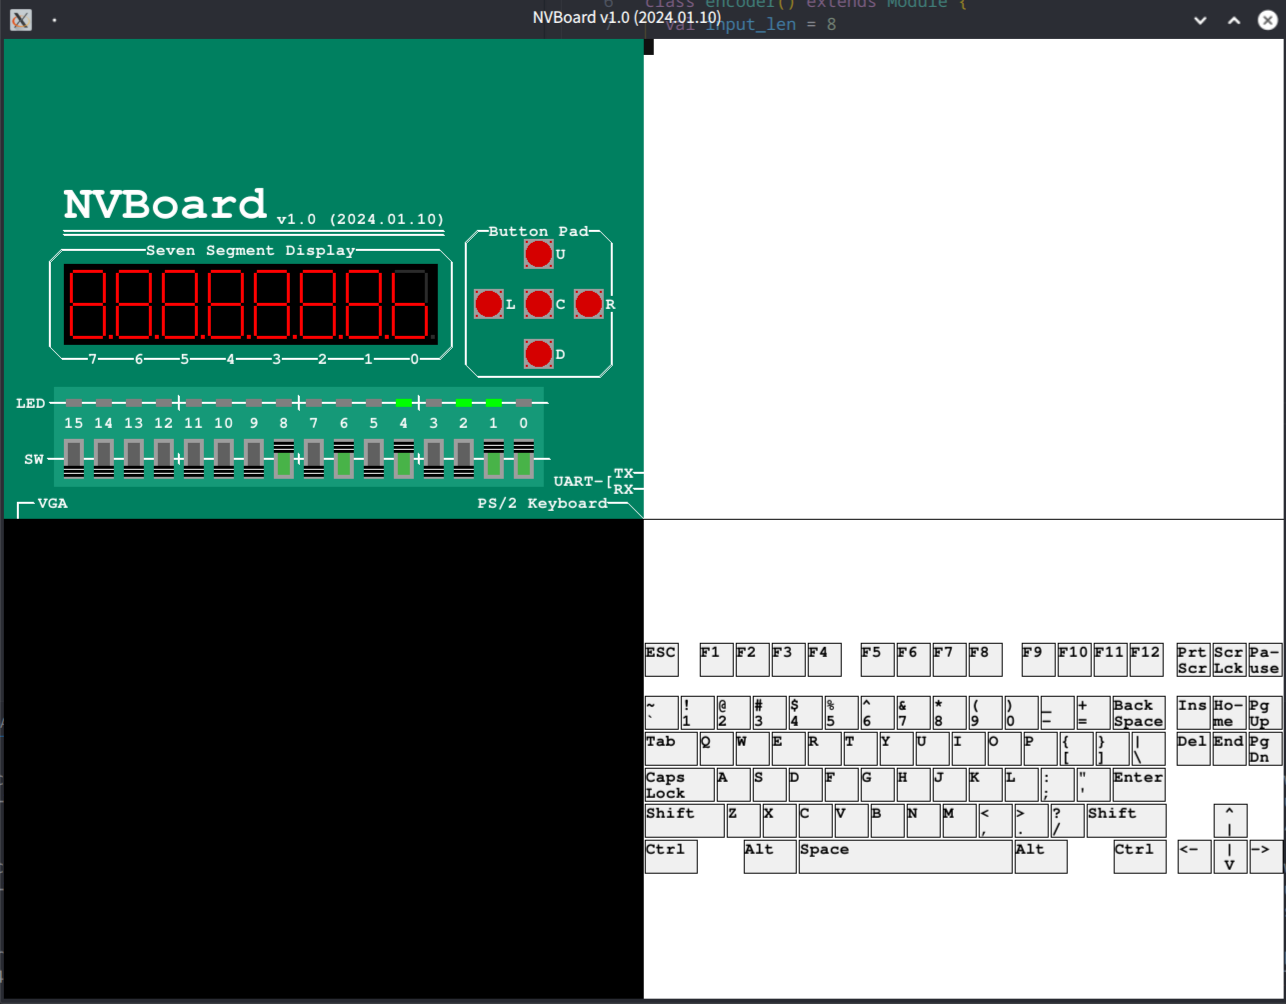 class encoder() extends Module {
NVBoard v1.0 (2024.01.10)
val input_len = 8
NVBoard v1.0 (2024.01.10)
Seven Segment Display
7 6 5 4 3 2 1 0
Button Pad
U
L C R
D
LED
15 14 13 12 11 10 9 8 7 6 5 4 3 2 1 0
SW
UART-[TX
RX
VGA
PS/2 Keyboard
ESC F1 F2 F3 F4 F5 F6 F7 F8 F9 F10 F11 F12 Prt Scr Pa-
Scr Lck use
~ ! @ # $ % ^ & * ( ) _ + Back Ins Ho- Pg
` 1 2 3 4 5 6 7 8 9 0 - = Space me Up
Tab Q W E R T Y U I O P { } | Del End Pg
[ ] \ Dn
Caps A S D F G H J K L : " Enter
Lock ; '
Shift Z X C V B N M < > ? Shift ^
, . / |
Ctrl Alt Space Alt Ctrl <- | ->
V